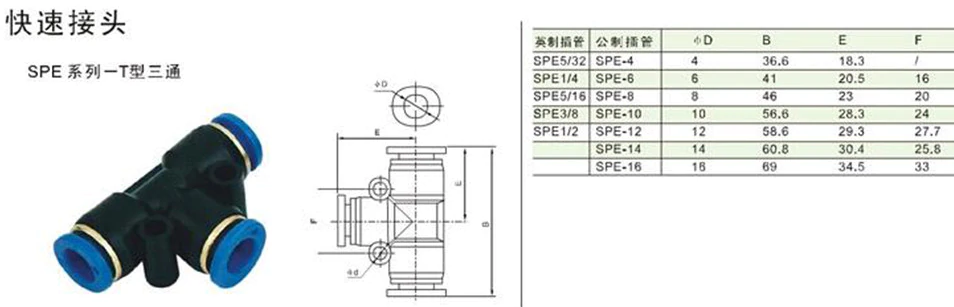 快速接头
SPE 系列一T型三通
ΦD
E
E
B
F
Φd
英制插管 公制插管 ΦD B E F
SPE5/32 SPE-4 4 36.6 18.3 /
SPE1/4 SPE-6 6 41 20.5 16
SPE5/16 SPE-8 8 46 23 20
SPE3/8 SPE-10 10 56.6 28.3 24
SPE1/2 SPE-12 12 58.6 29.3 27.7
SPE-14 14 60.8 30.4 25.8
SPE-16 16 69 34.5 33